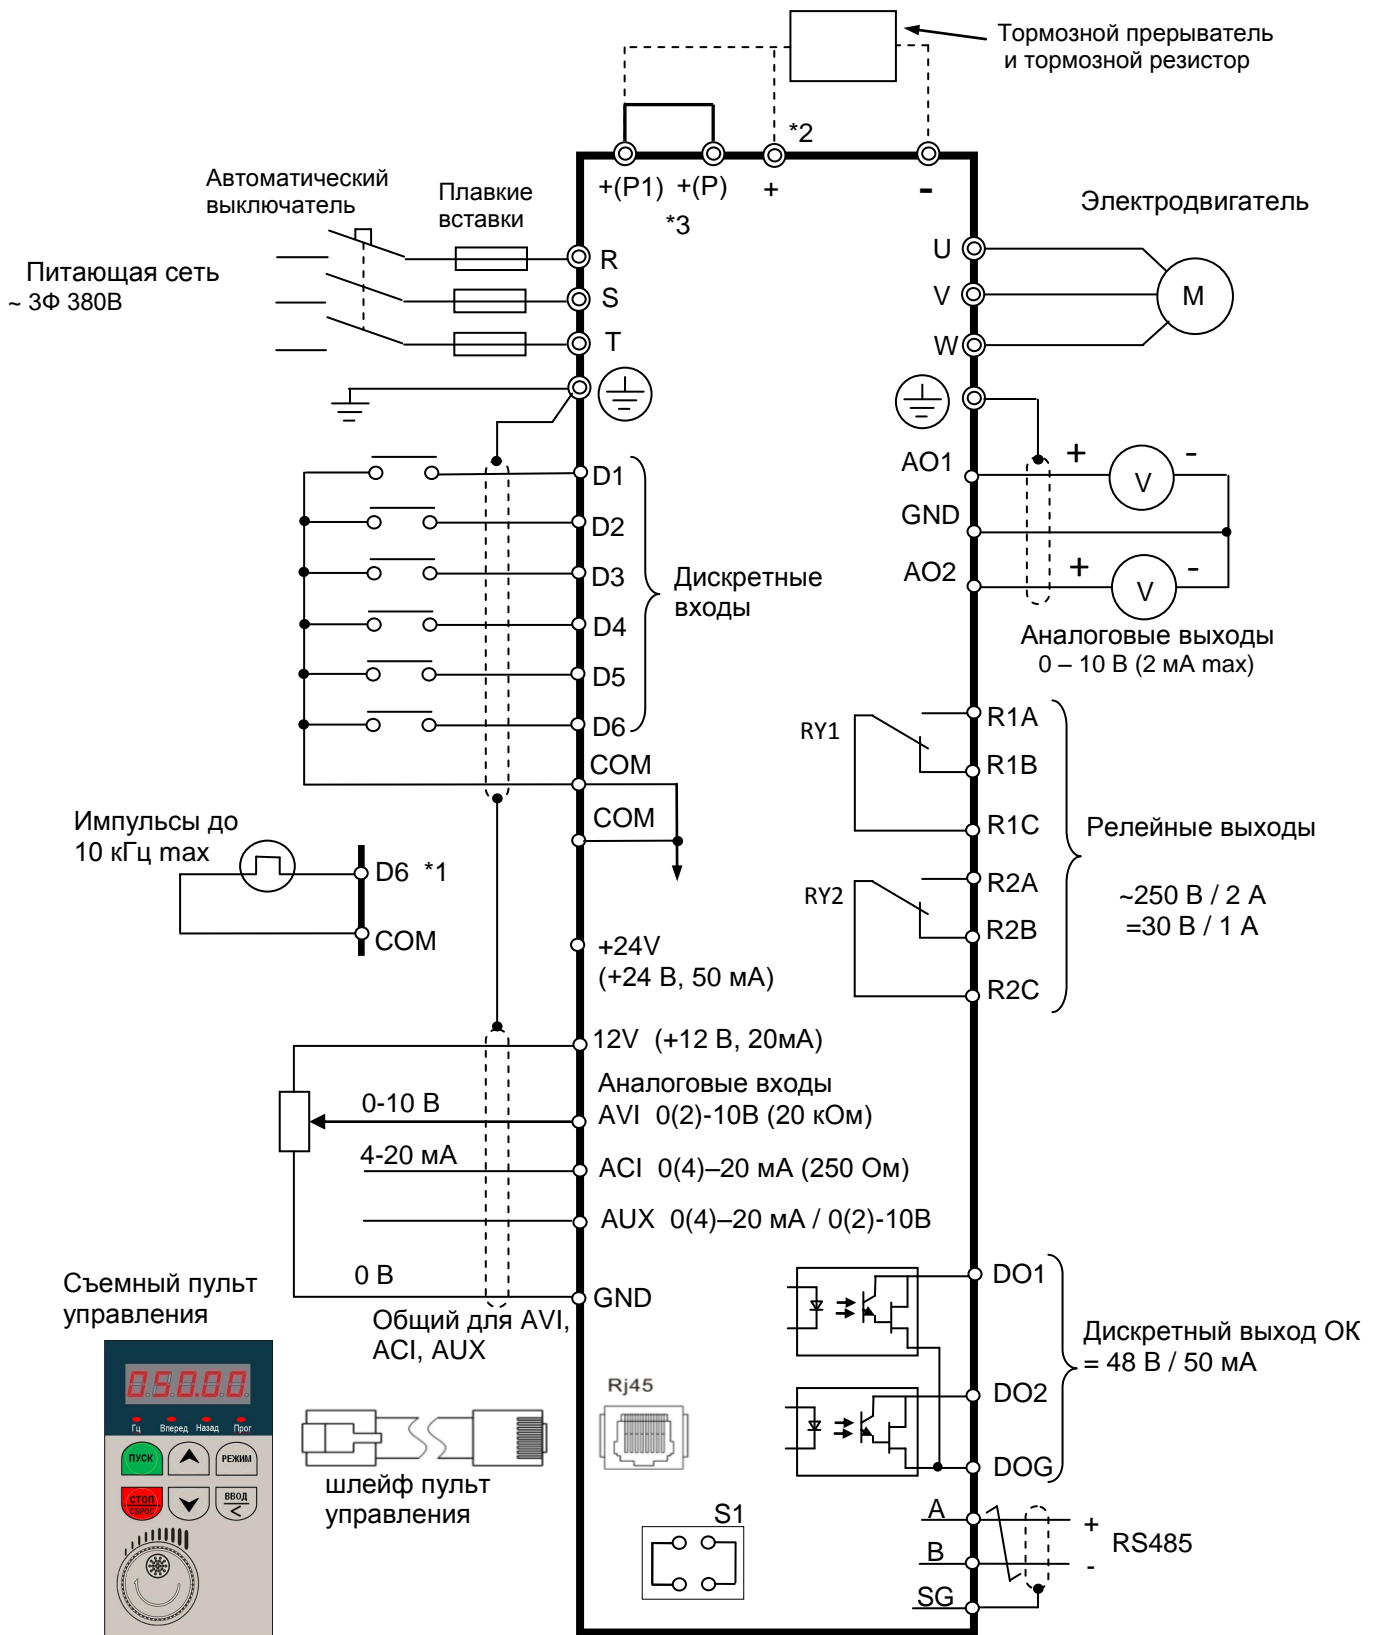 Тормозной прерыватель
и тормозной резистор
*2
+(P1) +(P) + -
*3
Автоматический
выключатель
Плавкие
вставки
Электродвигатель
Питающая сеть
~ 3Ф 380В
R
S
T
U
V
W
M
D1
D2
D3
D4
D5
D6
Дискретные
входы
COM
COM
AO1
GND
AO2
+ -
V
+ -
V
Аналоговые выходы
0 – 10 В (2 мА max)
RY1
R1A
R1B
R1C
RY2
R2A
R2B
R2C
Релейные выходы
~250 В / 2 А
=30 В / 1 А
Импульсы до
10 кГц max
D6 *1
COM
+24V
(+24 В, 50 мА)
12V (+12 В, 20мА)
Аналоговые входы
0-10 В
AVI 0(2)-10В (20 кОм)
4-20 мА
ACI 0(4)–20 мА (250 Ом)
AUX 0(4)–20 мА / 0(2)-10В
0 В
GND
Общий для AVI,
ACI, AUX
Съемный пульт
управления
050.00
Гц Вперед Назад Прог
ПУСК
РЕЖИМ
СТОП
СБРОС
ВВОД
<
шлейф пульт
управления
Rj45
S1
DO1
DO2
DOG
Дискретный выход ОК
= 48 В / 50 мА
A
B
SG
+
-
RS485